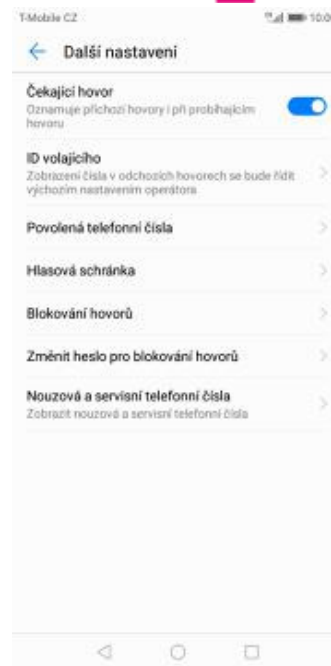 T-Mobile CZ
10:0
Další nastavení
Čekající hovor
Oznamuje příchozí hovory i při probíhajícím
hovoru
ID volajícího
Zobrazení čísla v odchozích hovorech se bude řídit
výchozím nastavením operátora
Povolená telefonní čísla
Hlasová schránka
Blokování hovorů
Změnit heslo pro blokování hovorů
Nouzová a servisní telefonní čísla
Zobrazit nouzová a servisní telefonní čísla